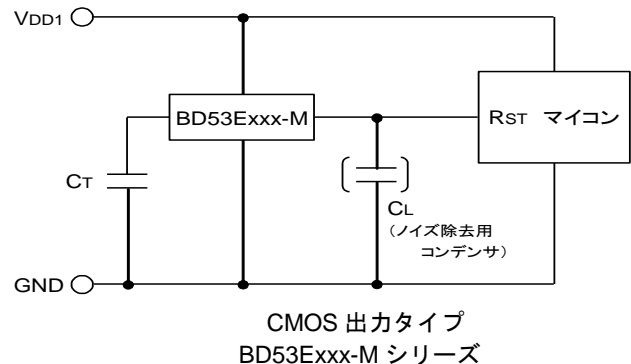 VDD1
BD53Exxx-M
RST マイコン
CT
CL
(ノイズ除去用
コンデンサ)
GND
CMOS 出力タイプ
BD53Exxx-M シリーズ